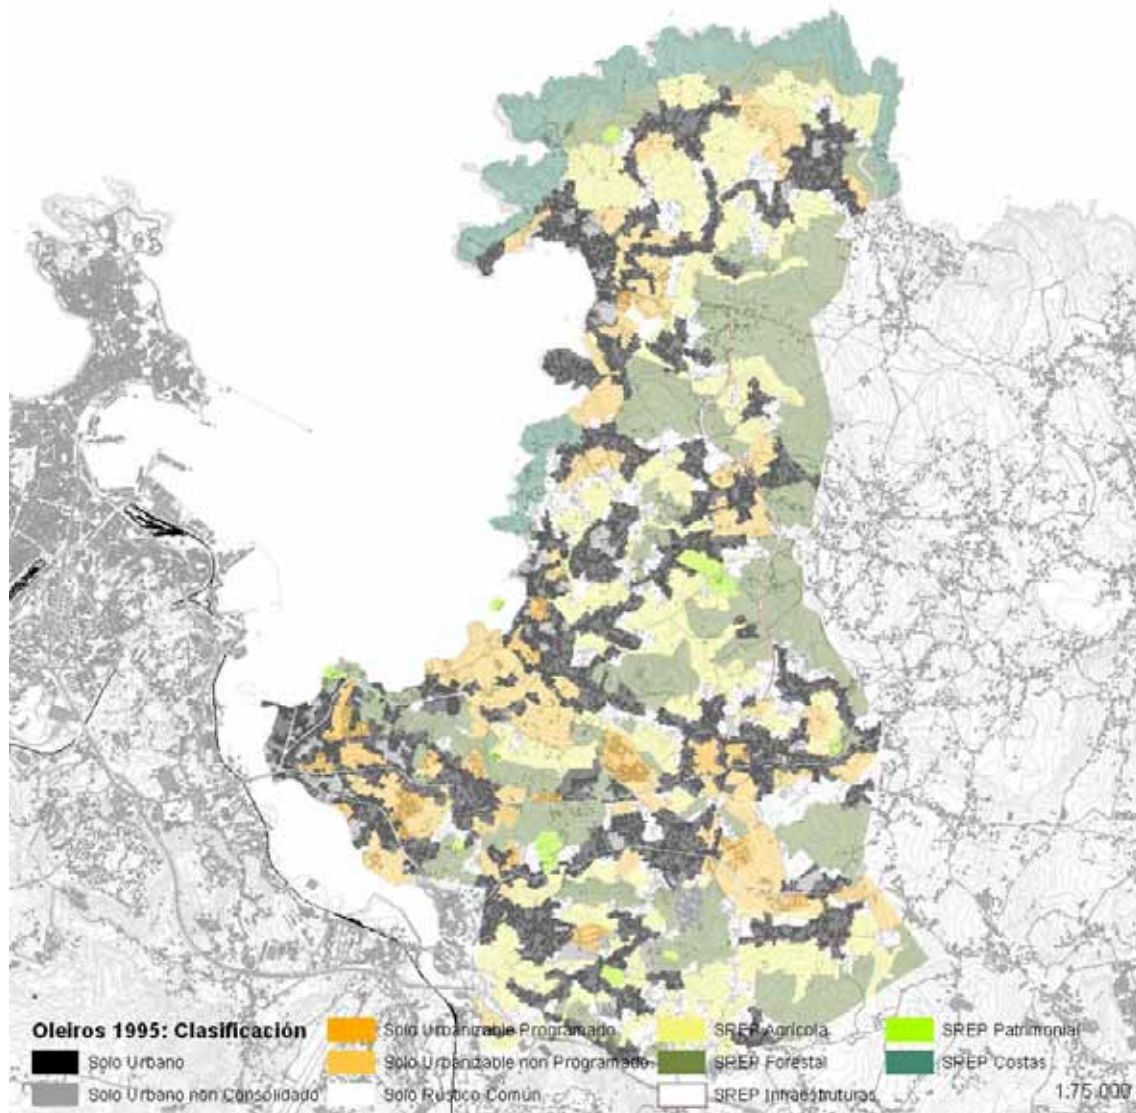 Oleiros 1995: Clasificación
Solo Urbano
Solo Urbano non Consolidado
Solo Urbanizable Programado
Solo Urbanizable non Programado
Solo Rústico Común
SREP Agrícola
SREP Forestal
SREP Infraestruturas
SREP Patrimonial
SREP Costas
1:75.000